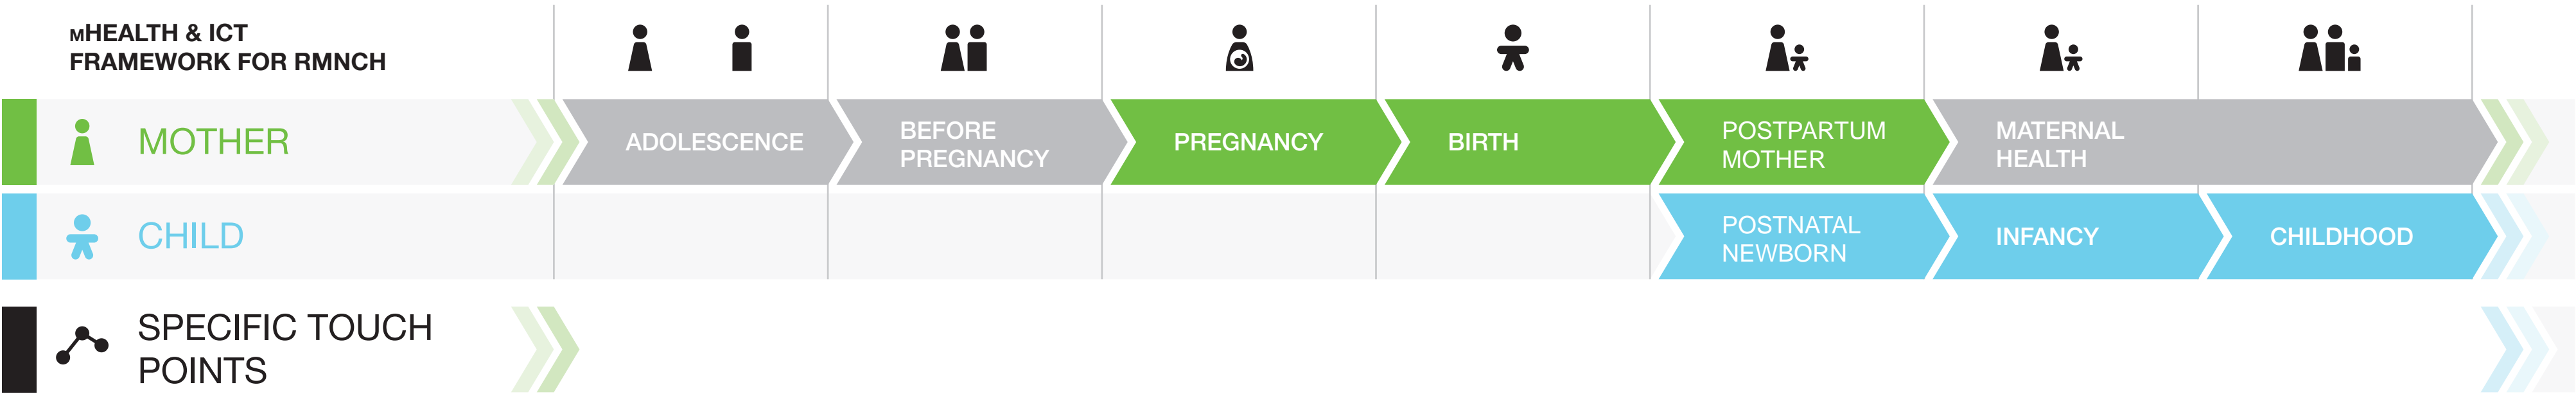 mHEALTH & ICT
FRAMEWORK FOR RMNCH
MOTHER
ADOLESCENCE
BEFORE
PREGNANCY
PREGNANCY
BIRTH
POSTPARTUM
MOTHER
MATERNAL
HEALTH
CHILD
POSTNATAL
NEWBORN
INFANCY
CHILDHOOD
SPECIFIC TOUCH
POINTS